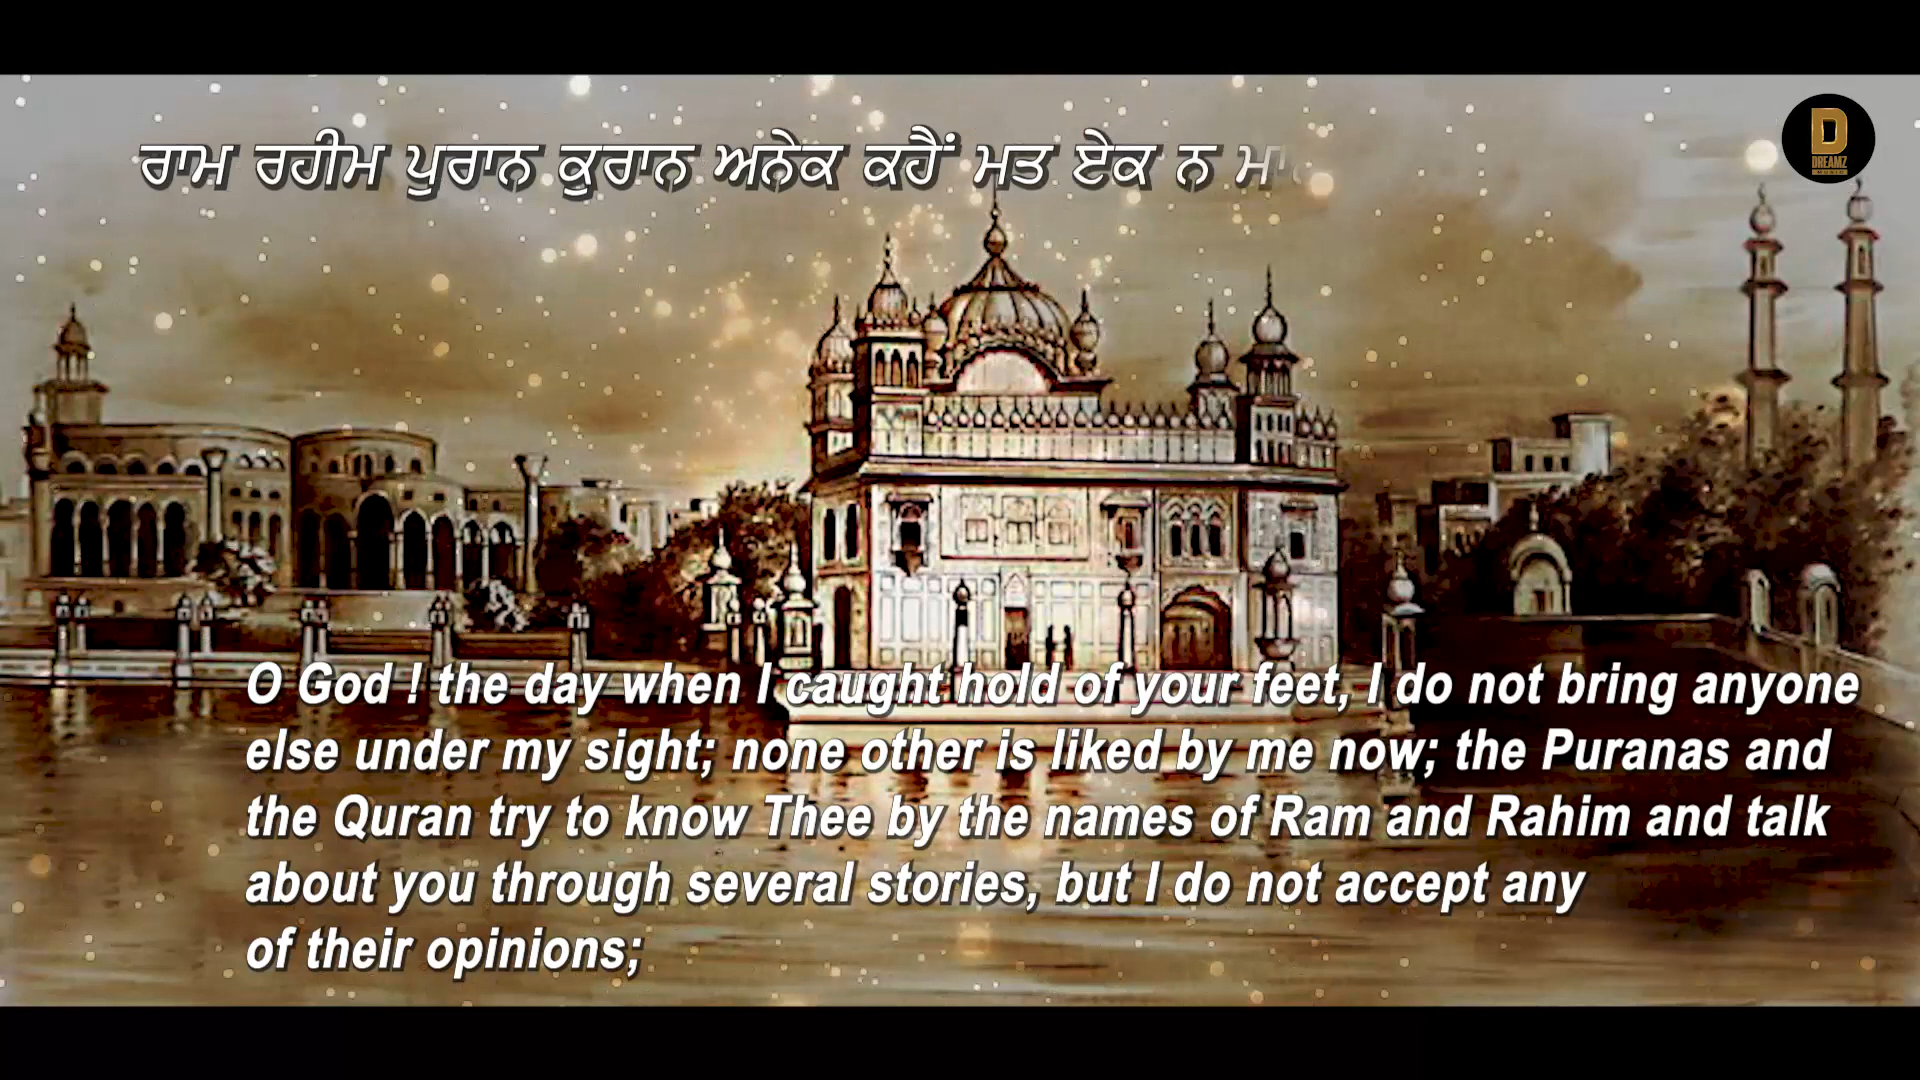 ਰਾਮ ਰਹੀਮ ਪੁਰਾਨ ਕੁਰਾਨ ਅਨੇਕ ਕਹੈਂ ਮਤ ਏਕ ਨ
D
DREAMZ
MUSIC
O God ! the day when I caught hold of your feet, I do not bring anyone
else under my sight; none other is liked by me now; the Puranas and
the Quran try to know Thee by the names of Ram and Rahim and talk
about you through several stories, but I do not accept any
of their opinions;